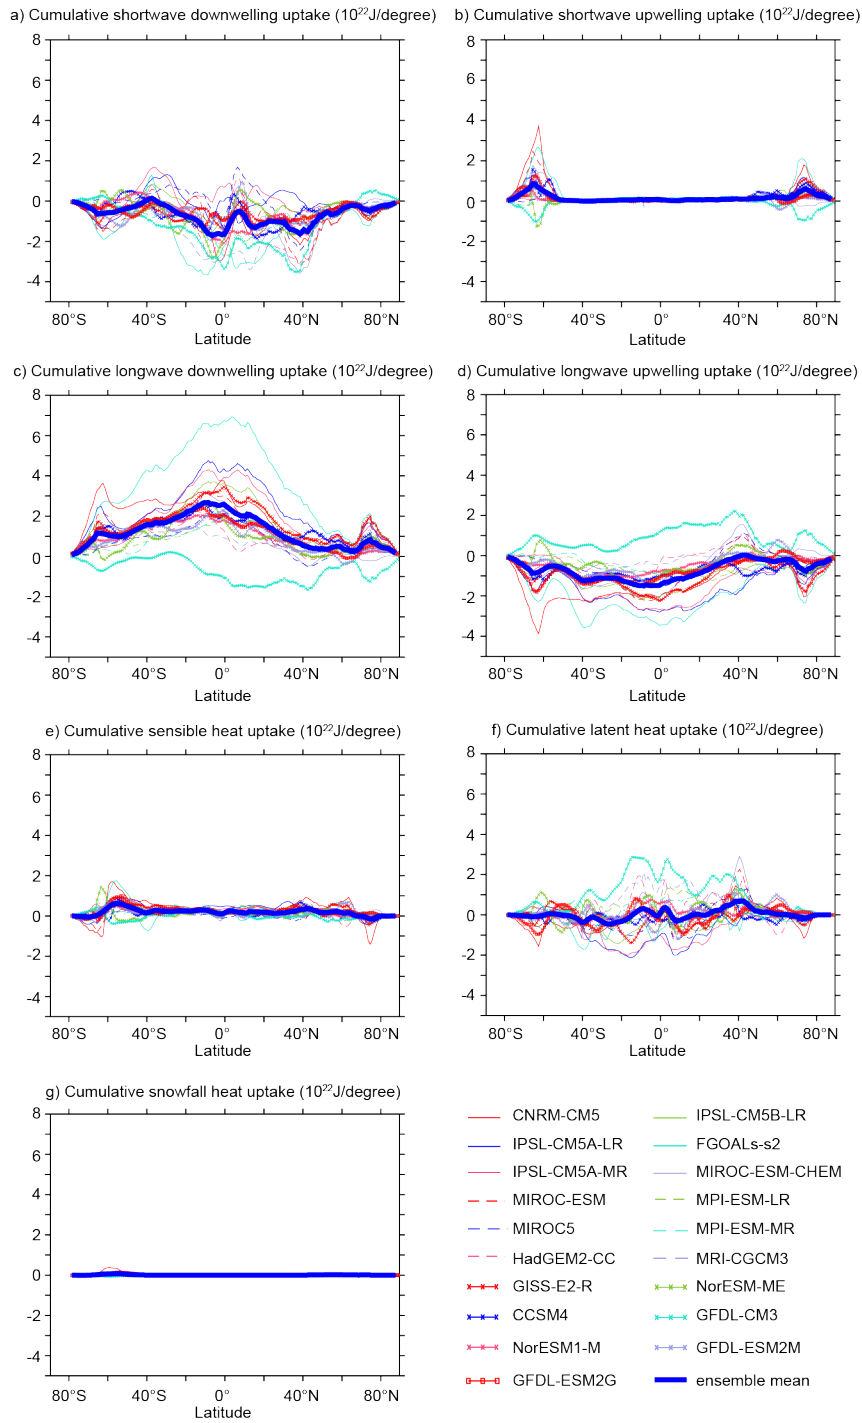 a) Cumulative shortwave downwelling uptake (10²²J/degree)
b) Cumulative shortwave upwelling uptake (10²²J/degree)
8
6
4
2
0
-2
-4
80°S 40°S 0° 40°N 80°N
Latitude
8
6
4
2
0
-2
-4
80°S 40°S 0° 40°N 80°N
Latitude
c) Cumulative longwave downwelling uptake (10²²J/degree)
d) Cumulative longwave upwelling uptake (10²²J/degree)
8
6
4
2
0
-2
-4
80°S 40°S 0° 40°N 80°N
Latitude
8
6
4
2
0
-2
-4
80°S 40°S 0° 40°N 80°N
Latitude
e) Cumulative sensible heat uptake (10²²J/degree)
f) Cumulative latent heat uptake (10²²J/degree)
8
6
4
2
0
-2
-4
80°S 40°S 0° 40°N 80°N
Latitude
8
6
4
2
0
-2
-4
80°S 40°S 0° 40°N 80°N
Latitude
g) Cumulative snowfall heat uptake (10²²J/degree)
8
6
4
2
0
-2
-4
80°S 40°S 0° 40°N 80°N
Latitude
CNRM-CM5
IPSL-CM5A-LR
IPSL-CM5A-MR
MIROC-ESM
MIROC5
HadGEM2-CC
GISS-E2-R
CCSM4
NorESM1-M
GFDL-ESM2G
IPSL-CM5B-LR
FGOALs-s2
MIROC-ESM-CHEM
MPI-ESM-LR
MPI-ESM-MR
MRI-CGCM3
NorESM-ME
GFDL-CM3
GFDL-ESM2M
ensemble mean